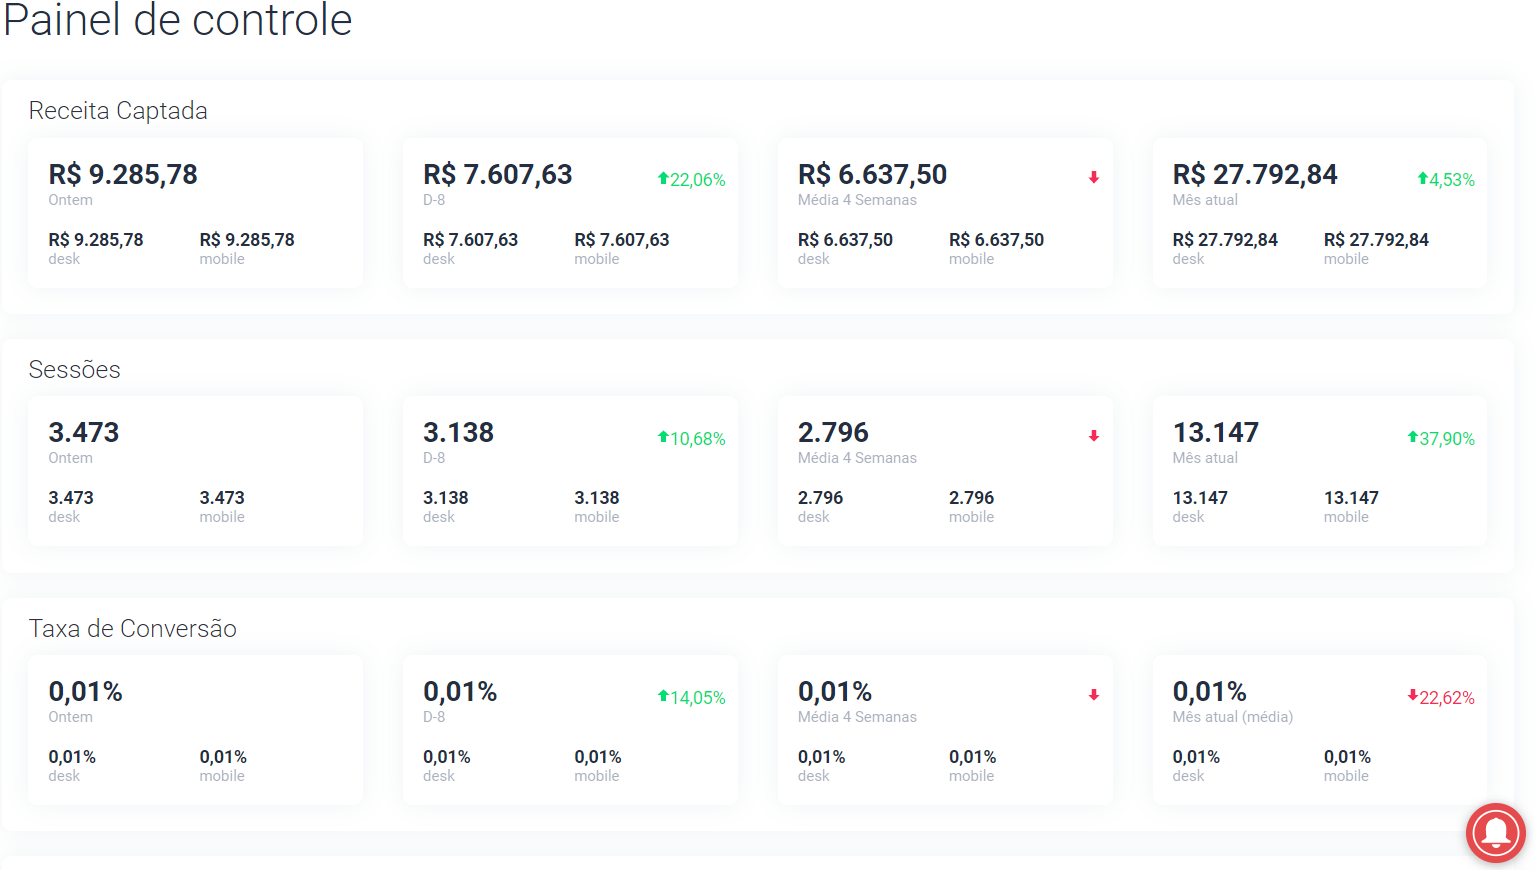 Painel de controle
Receita Captada
R$ 9.285,78
Ontem
R$ 9.285,78 R$ 9.285,78
desk mobile
R$ 7.607,63 22,06%
D-8
R$ 7.607,63 R$ 7.607,63
desk mobile
R$ 6.637,50
Média 4 Semanas
R$ 6.637,50 R$ 6.637,50
desk mobile
R$ 27.792,84 4,53%
Mês atual
R$ 27.792,84 R$ 27.792,84
desk mobile
Sessões
3.473
Ontem
3.473 3.473
desk mobile
3.138 10,68%
D-8
3.138 3.138
desk mobile
2.796
Média 4 Semanas
2.796 2.796
desk mobile
13.147 37,90%
Mês atual
13.147 13.147
desk mobile
Taxa de Conversão
0,01%
Ontem
0,01% 0,01%
desk mobile
0,01% 14,05%
D-8
0,01% 0,01%
desk mobile
0,01%
Média 4 Semanas
0,01% 0,01%
desk mobile
0,01% 22,62%
Mês atual (média)
0,01% 0,01%
desk mobile